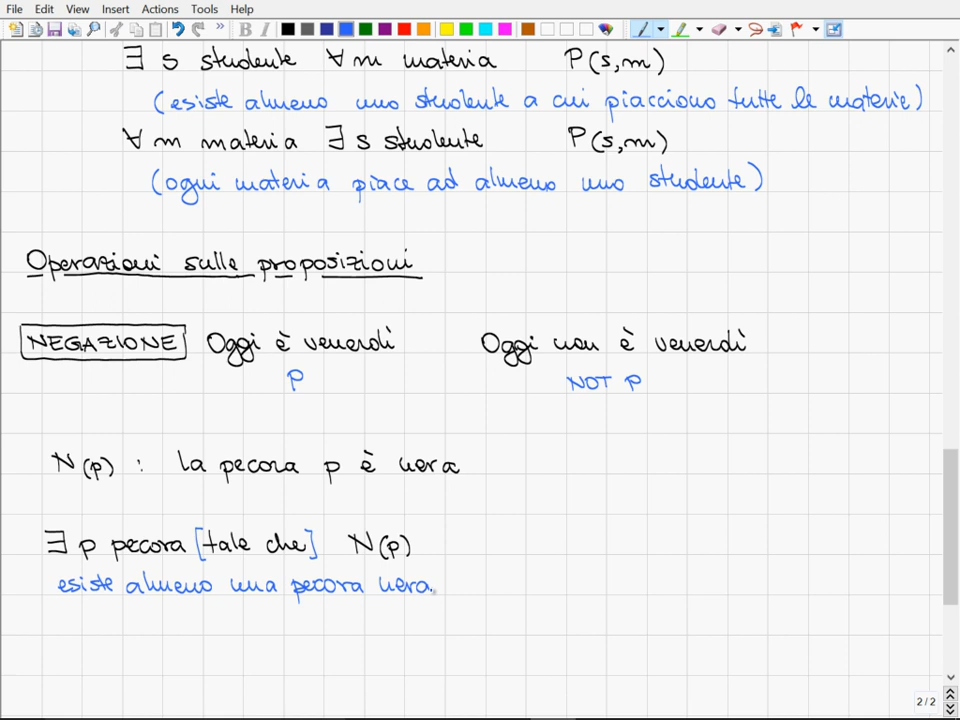 File Edit View Insert Actions Tools Help
∃ s studente ∀ m materia P(s,m)
(esiste almeno uno studente a cui piacciono tutte le materie)
∀ m materia ∃ s studente P(s,m)
(ogni materia piace ad almeno uno studente)
Operazioni sulle proposizioni
NEGAZIONE Oggi è venerdì Oggi non è venerdì
p NOT p
N(p) : la pecora p è nera
∃ p pecora [tale che] N(p)
esiste almeno una pecora nera.
2/2